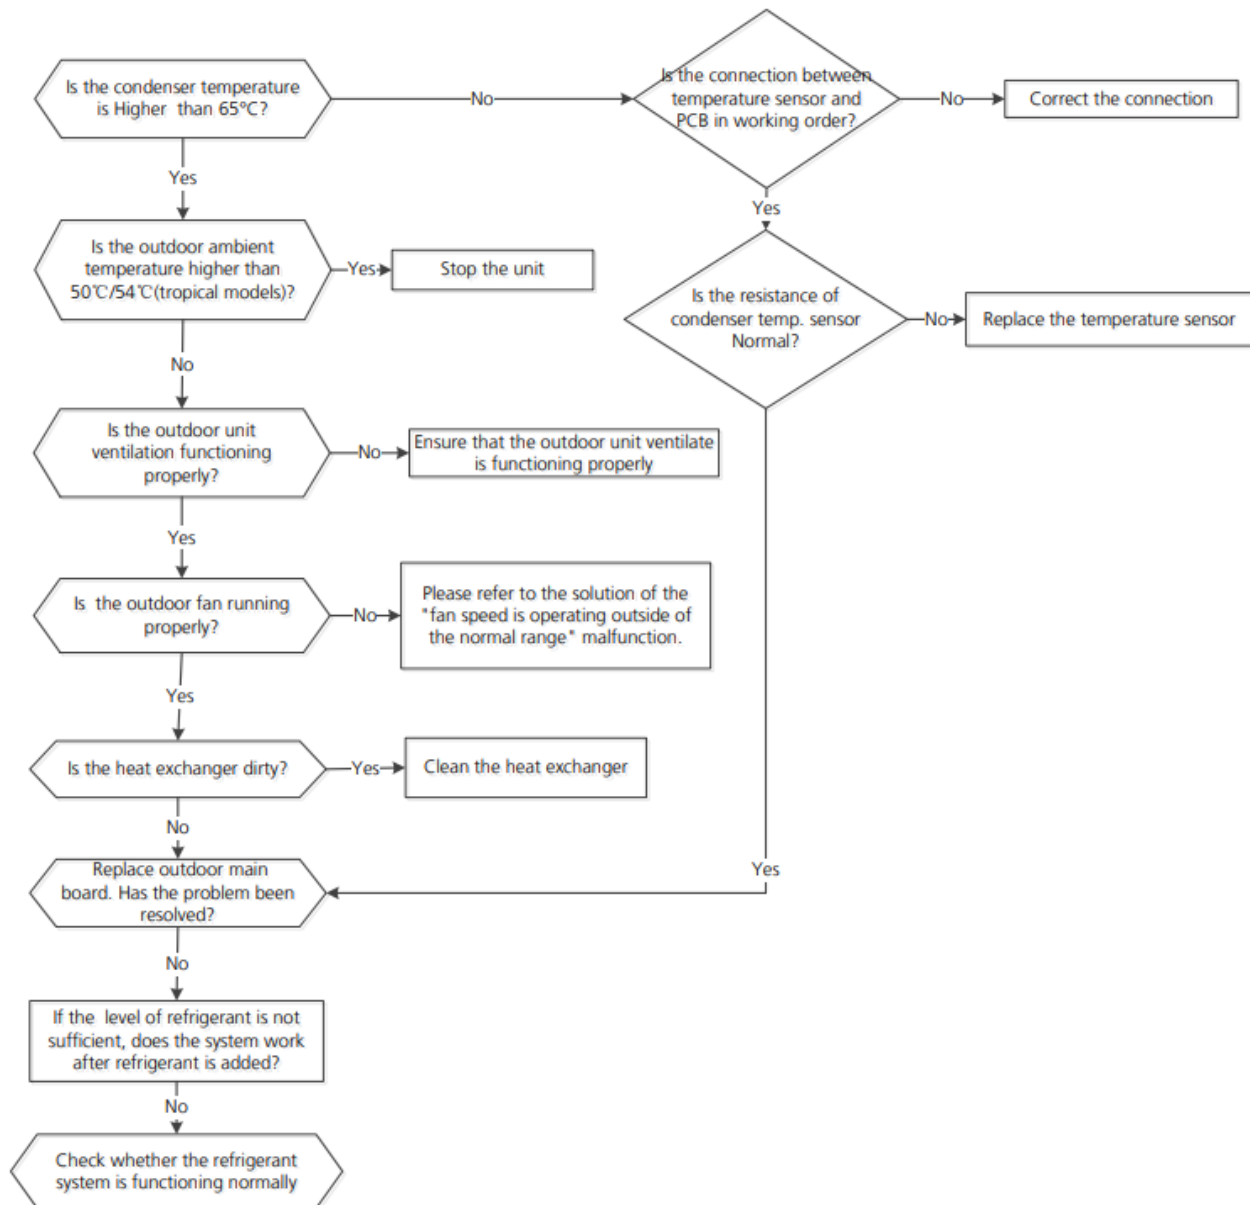 Is the condenser temperature
is Higher  than 65°C?
No
Is the connection between
temperature sensor and
PCB in working order?
No
Correct the connection
Yes
Yes
Is the outdoor ambient
temperature higher than
50℃/54℃(tropical models)?
Yes
Stop the unit
Is the resistance of
condenser temp. sensor
Normal?
No
Replace the temperature sensor
No
Is the outdoor unit
ventilation functioning
properly?
No
Ensure that the outdoor unit ventilate
is functioning properly
Yes
Is  the outdoor fan running
properly?
No
Please refer to the solution of the
"fan speed is operating outside of
the normal range" malfunction.
Yes
Is the heat exchanger dirty?
Yes
Clean the heat exchanger
No
Yes
Replace outdoor main
board. Has the problem been
resolved?
No
If the  level of refrigerant is not
sufficient, does the system work
after refrigerant is added?
No
Check whether the refrigerant
system is functioning normally